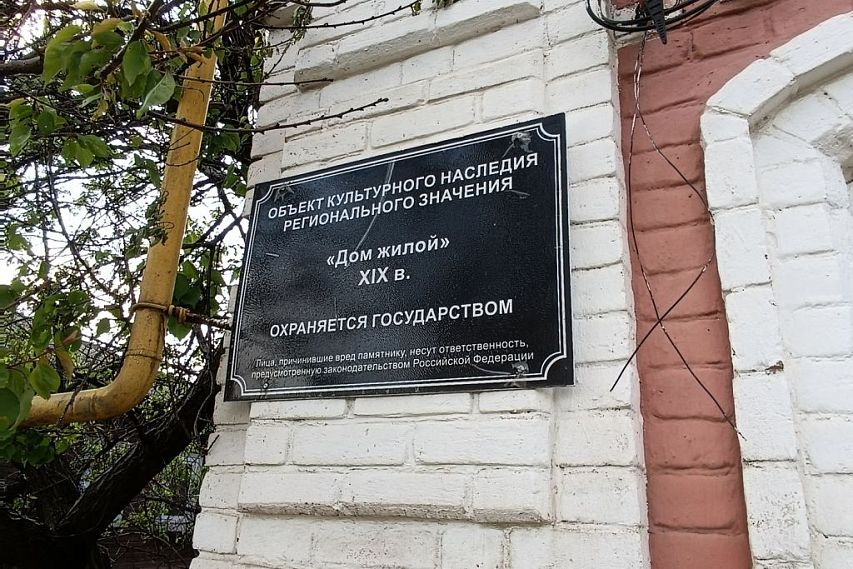 ОБЪЕКТ КУЛЬТУРНОГО НАСЛЕДИЯ
РЕГИОНАЛЬНОГО ЗНАЧЕНИЯ
«Дом жилой»
XIX в.
ОХРАНЯЕТСЯ ГОСУДАРСТВОМ
Лица, причинившие вред памятнику, несут ответственность,
предусмотренную законодательством Российской Федерации